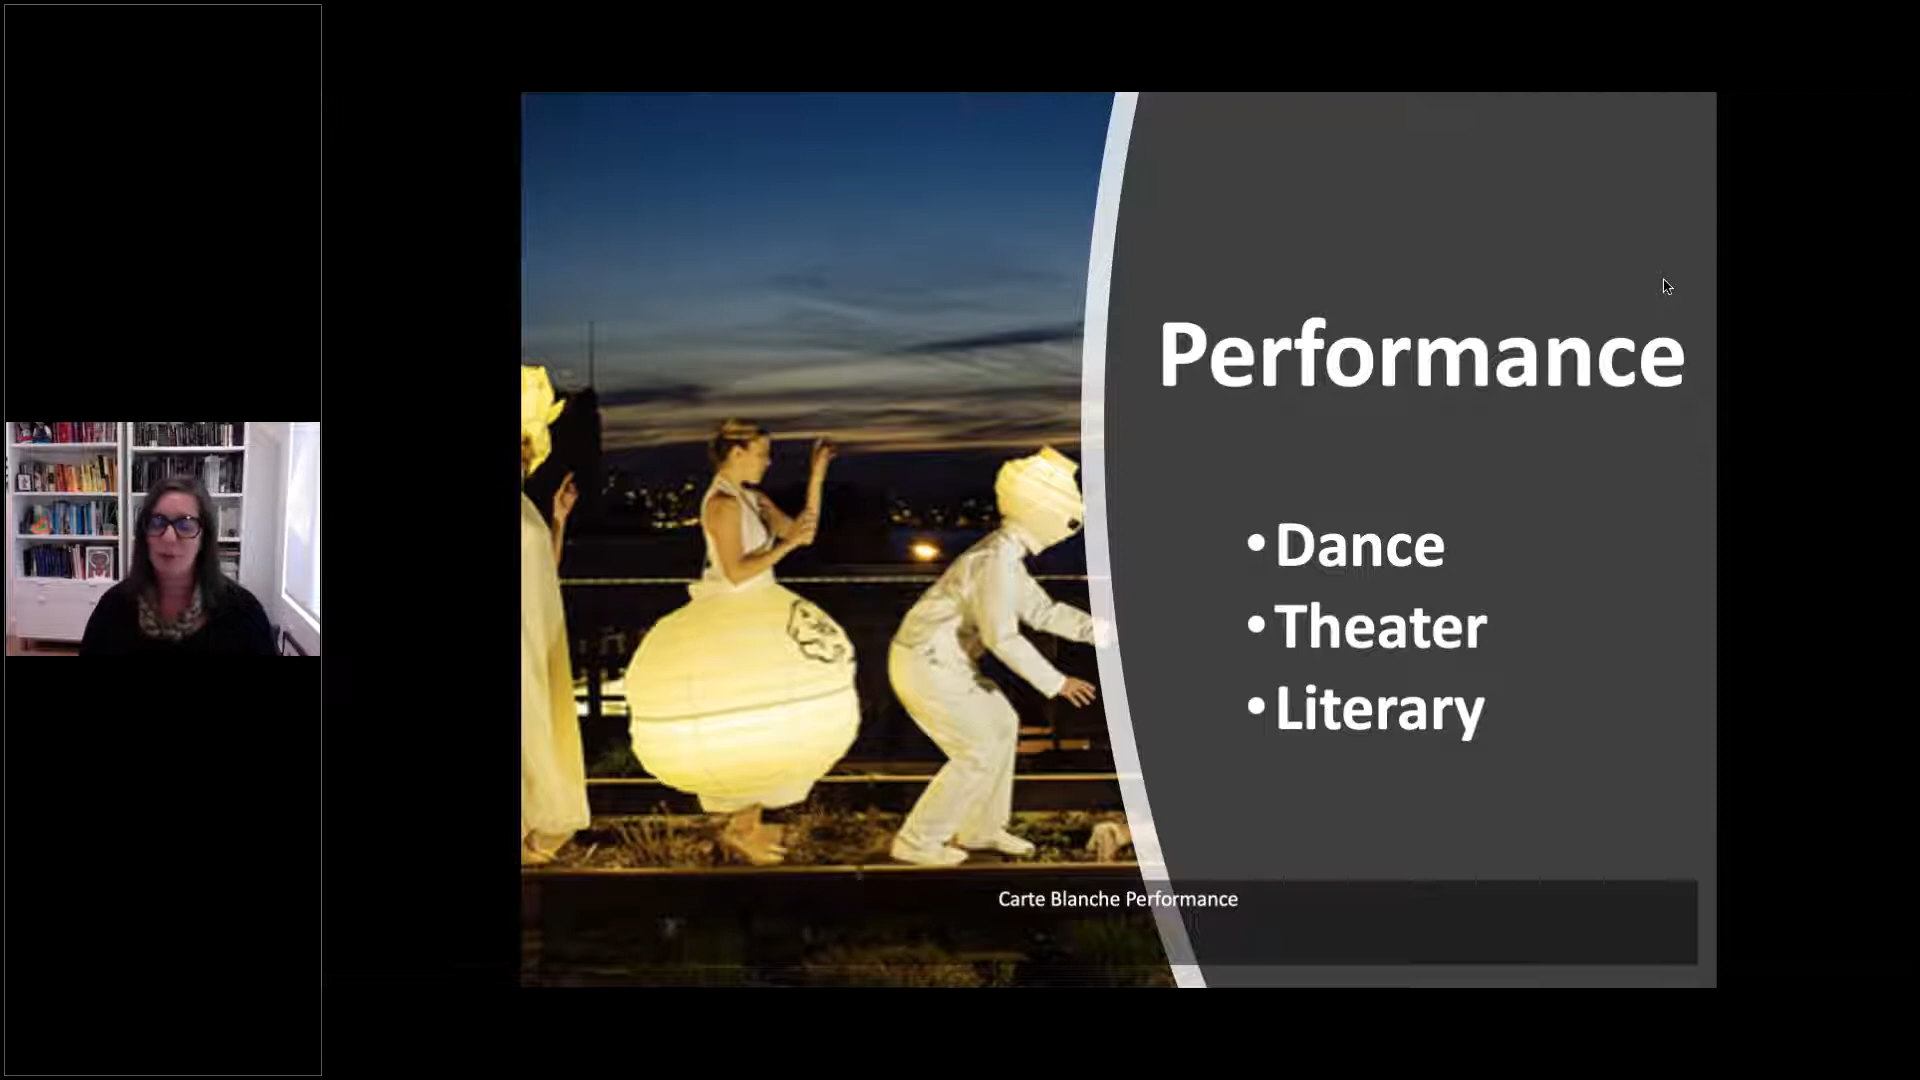 Performance
• Dance
• Theater
• Literary
Carte Blanche Performance